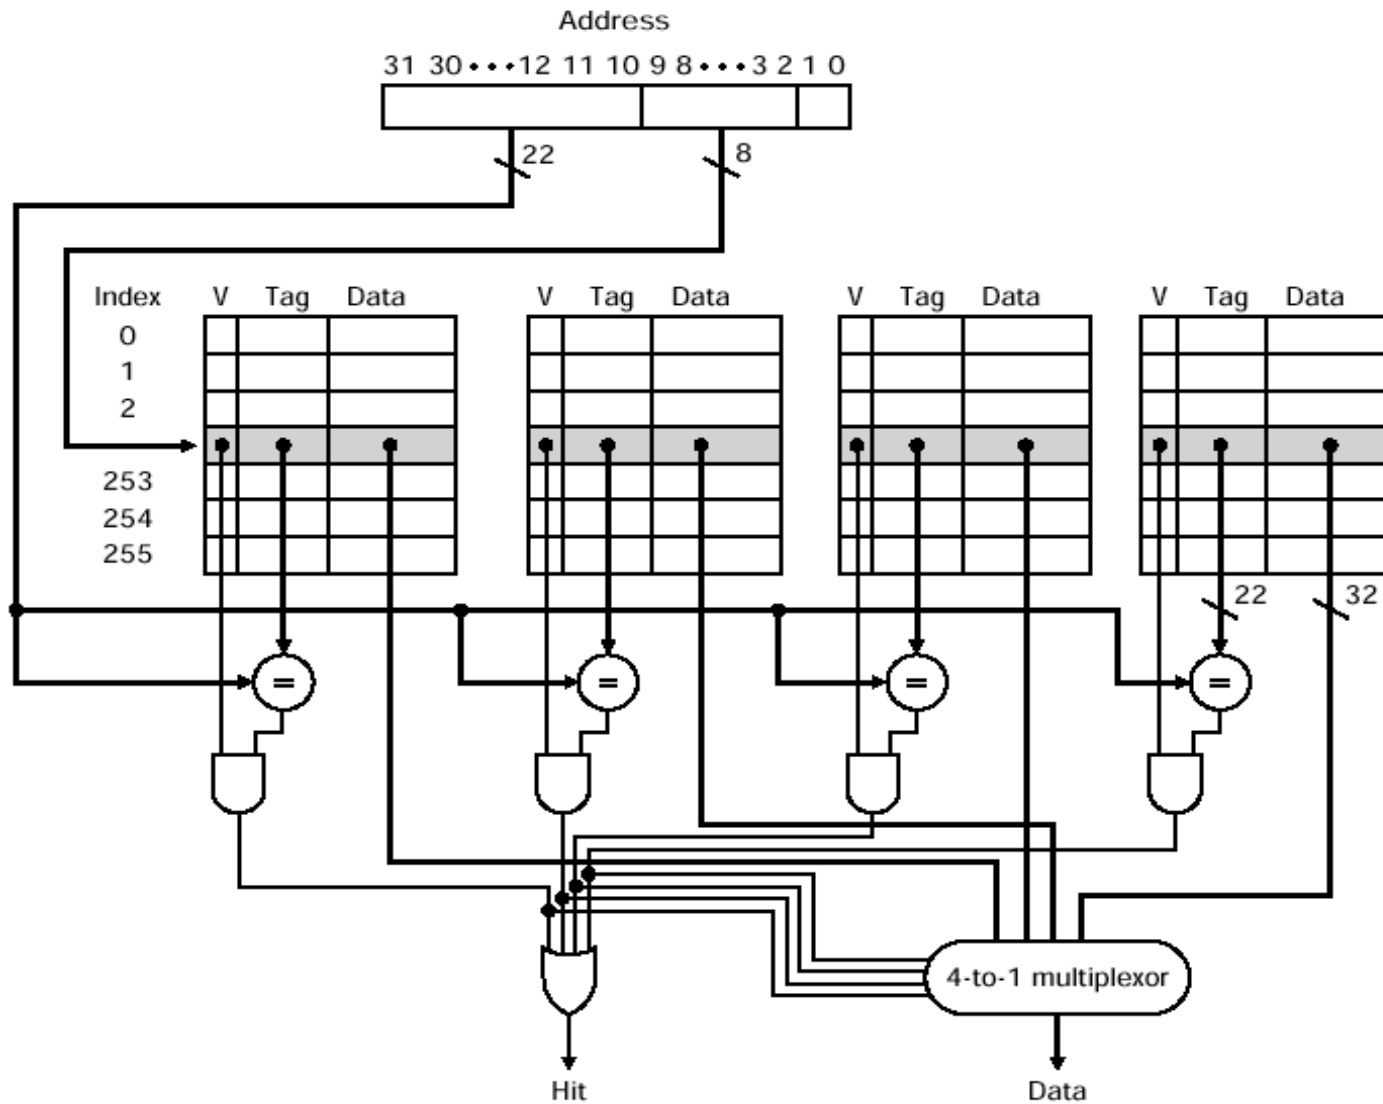 Address
31 30 • • • 12 11 10 9 8 • • • 3 2 1 0
22 8
Index V Tag Data V Tag Data V Tag Data V Tag Data
0
1
2
253
254
255
22 32
= = = =
4-to-1 multiplexor
Hit Data